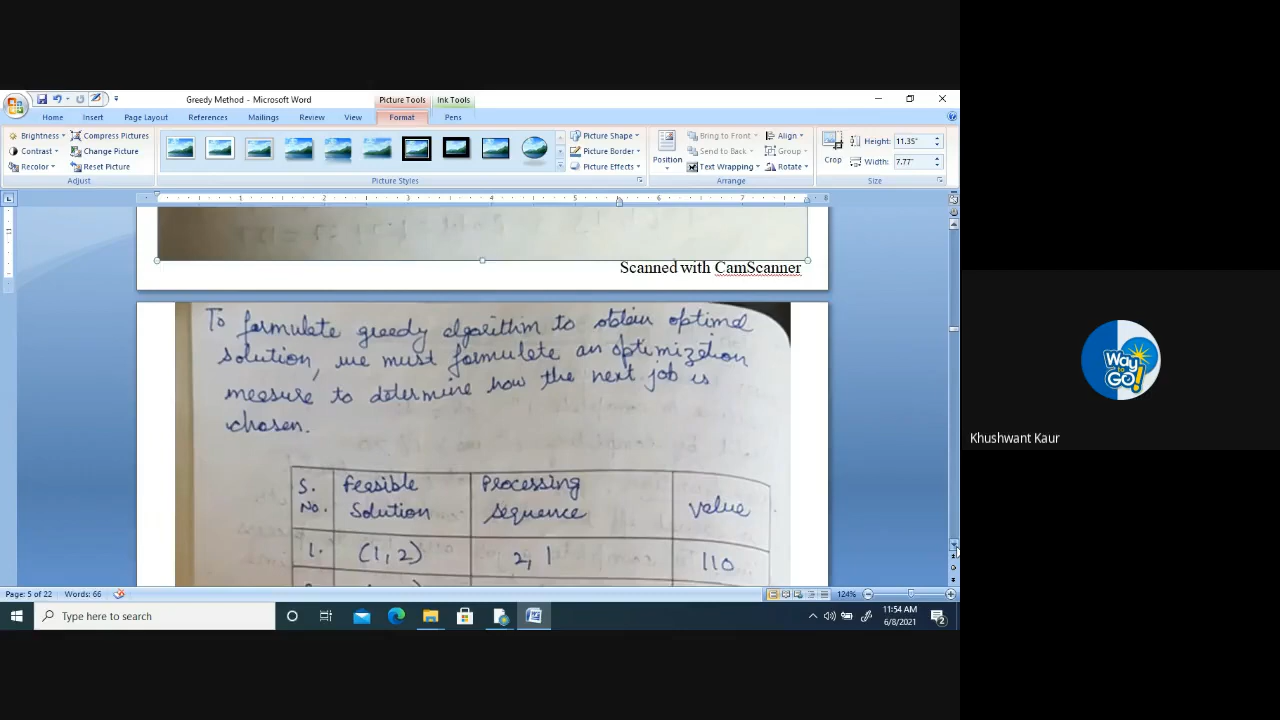 Greedy Method - Microsoft Word
Picture Tools
Ink Tools
Home
Insert
Page Layout
References
Mailings
Review
View
Format
Pens
Brightness
Compress Pictures
Contrast
Change Picture
Recolor
Reset Picture
Adjust
Picture Styles
Picture Shape
Picture Border
Picture Effects
Position
Bring to Front
Send to Back
Text Wrapping
Align
Group
Rotate
Arrange
Crop
Height: 11.35"
Width: 7.77"
Size
Scanned with CamScanner
To formulate greedy algorithm to obtain optimal
solution, we must formulate an optimization
measure to determine how the next job is
chosen.
S. No.
Feasible Solution
Processing Sequence
Value
1.
(1, 2)
2, 1
110
Page: 5 of 22
Words: 66
124%
Type here to search
11:54 AM
6/8/2021
2
Way to GO!
Khushwant Kaur